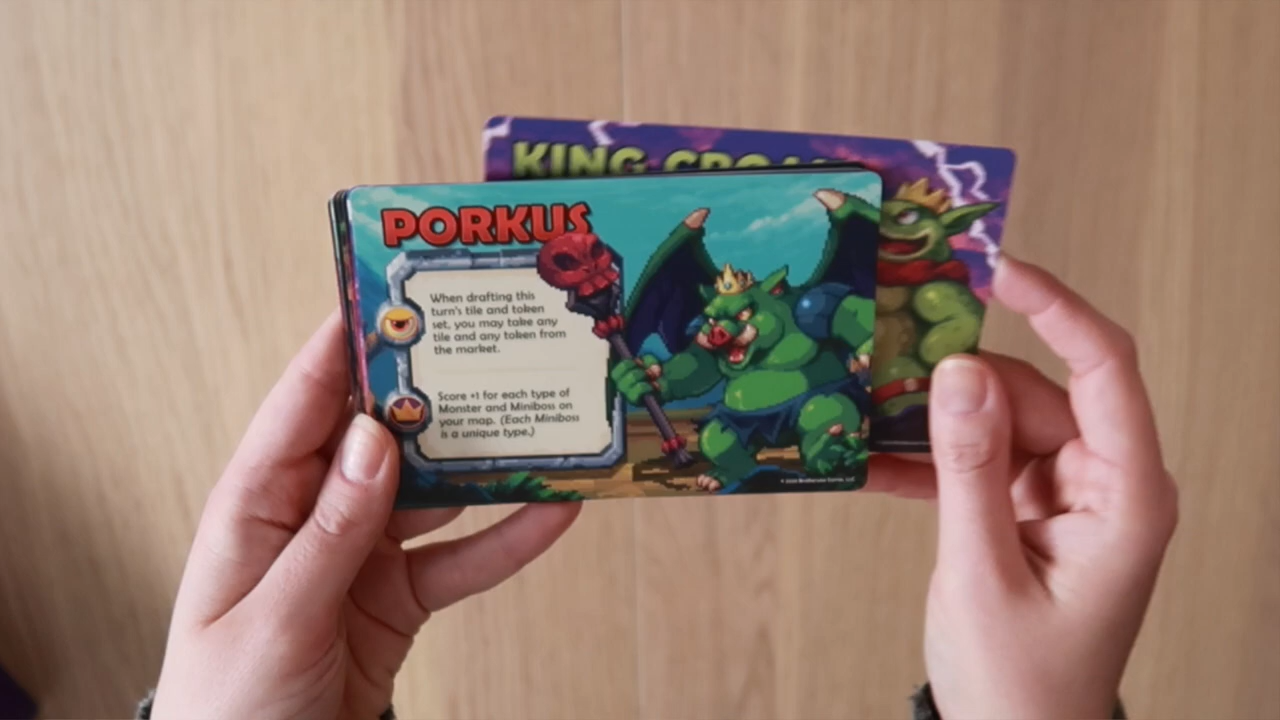 KING
PORKUS
When drafting this
turn's tile and token
set, you may take any
tile and any token from
the market.
Score +1 for each type of
Monster and Miniboss on
your map. (Each Miniboss
is a unique type.)